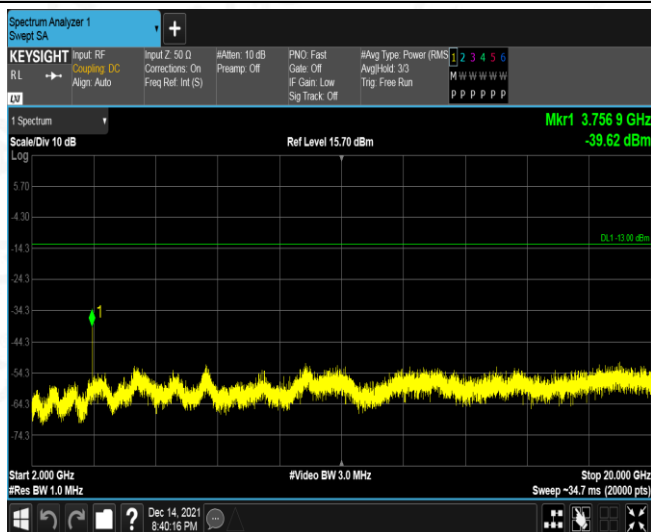 Spectrum Analyzer 1
Swept SA
+
KEYSIGHT
RL
Input: RF
Coupling: DC
Align: Auto
Input Z: 50 Ω
Corrections: On
Freq Ref: Int (S)
#Atten: 10 dB
Preamp: Off
PNO: Fast
Gate: Off
IF Gain: Low
Sig Track: Off
#Avg Type: Power (RMS
Avg|Hold: 3/3
Trig: Free Run
1 2 3 4 5 6
M W W W W W
P P P P P P
LXI
1 Spectrum
Mkr1 3.756 9 GHz
Scale/Div 10 dB
Ref Level 15.70 dBm
-39.62 dBm
Log
5.70
-4.30
DL1 -13.00 dBm
-14.3
-24.3
-34.3
1
-44.3
-54.3
-64.3
-74.3
Start 2.000 GHz
#Video BW 3.0 MHz
Stop 20.000 GHz
#Res BW 1.0 MHz
Sweep ~34.7 ms (20000 pts)
?
Dec 14, 2021
8:40:16 PM